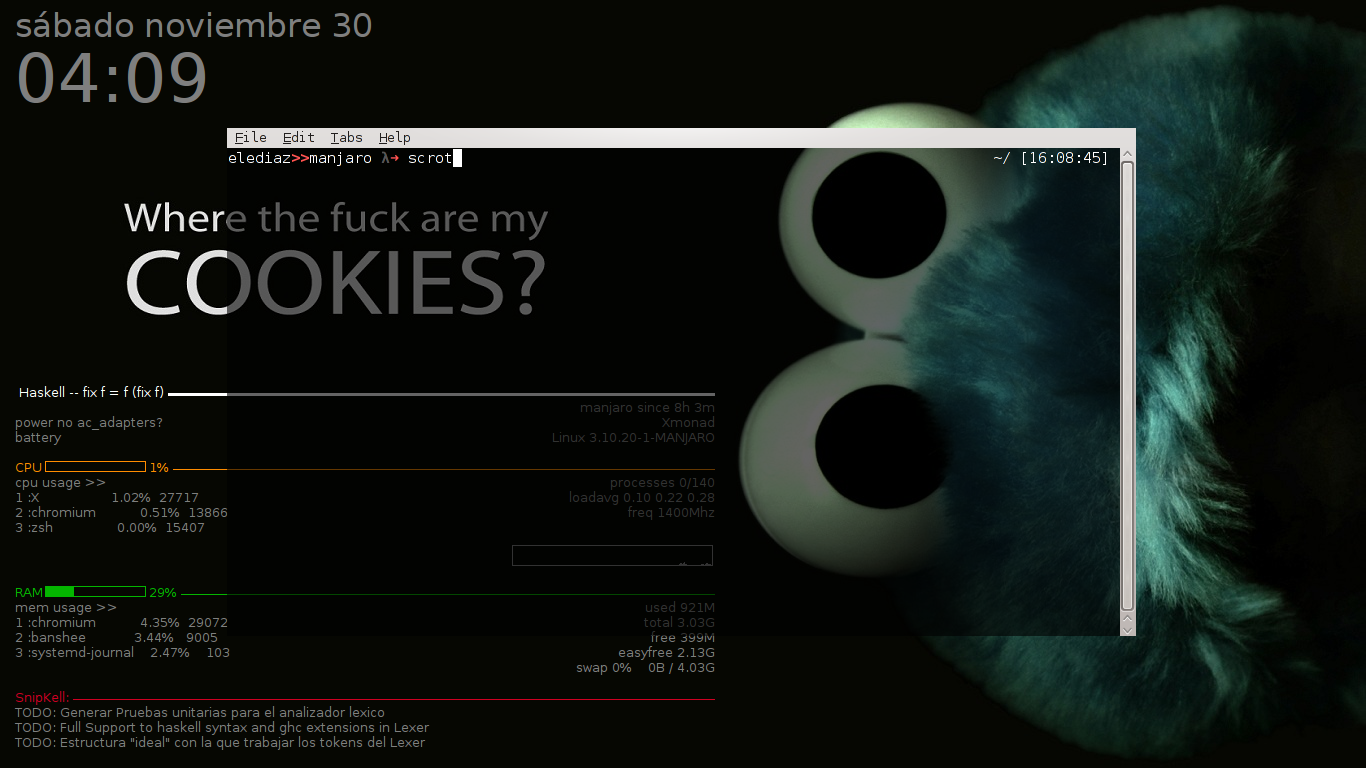 sábado noviembre 30
04:09
File Edit Tabs Help
elediaz>>manjaro λ→ scrot ~/ [16:08:45]
Where the fuck are my
COOKIES?
Haskell -- fix f = f (fix f)
manjaro since 8h 3m
power no ac_adapters? Xmonad
battery Linux 3.10.20-1-MANJARO
CPU 1%
cpu usage >> processes 0/140
1 :X 1.02% 27717 loadavg 0.10 0.22 0.28
2 :chromium 0.51% 13866 freq 1400Mhz
3 :zsh 0.00% 15407
RAM 29%
mem usage >> used 921M
1 :chromium 4.35% 29072 total 3.03G
2 :banshee 3.44% 9005 free 399M
3 :systemd-journal 2.47% 103 easyfree 2.13G
swap 0% 0B / 4.03G
SnipKell:
TODO: Generar Pruebas unitarias para el analizador lexico
TODO: Full Support to haskell syntax and ghc extensions in Lexer
TODO: Estructura "ideal" con la que trabajar los tokens del Lexer